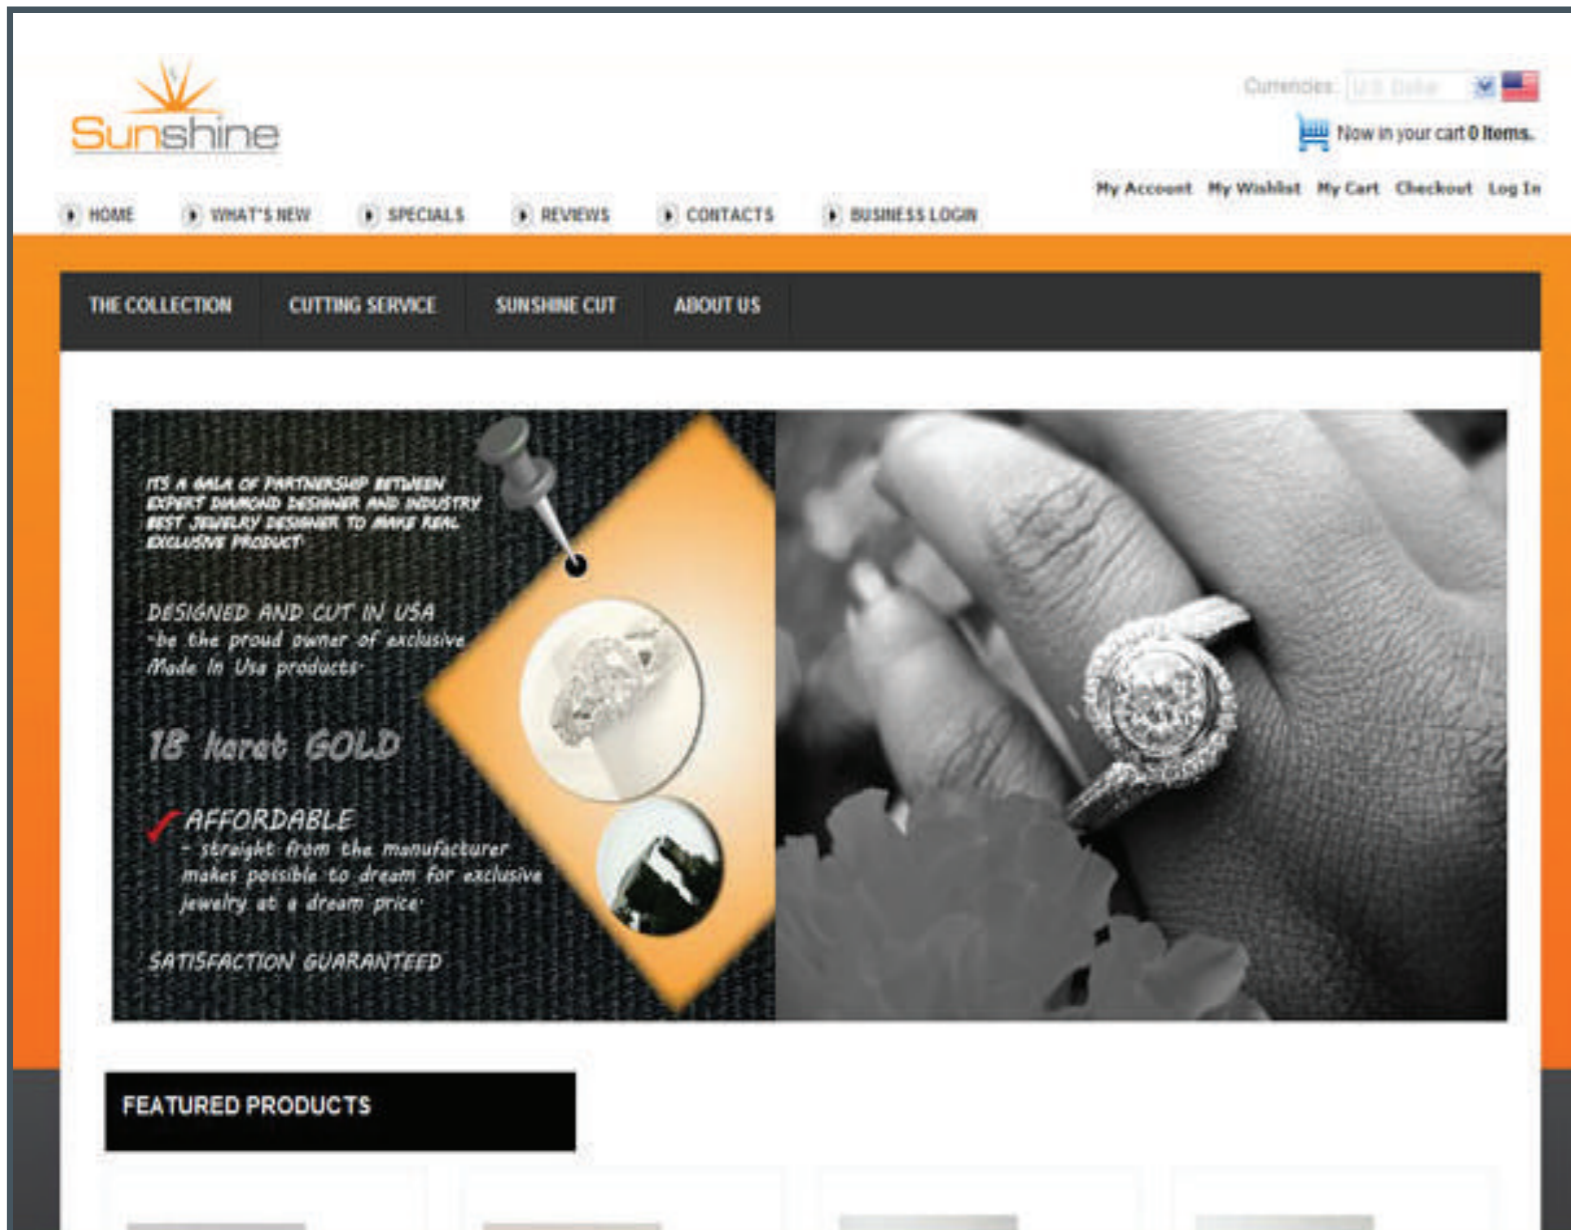 Sunshine
Currencies: U.S. Dollar
Now in your cart 0 Items.
My Account My Wishlist My Cart Checkout Log In
HOME WHAT'S NEW SPECIALS REVIEWS CONTACTS BUSINESS LOGIN
THE COLLECTION CUTTING SERVICE SUNSHINE CUT ABOUT US
ITS A GALA OF PARTNERSHIP BETWEEN
EXPERT DIAMOND DESIGNER AND INDUSTRY
BEST JEWELRY DESIGNER TO MAKE REAL
EXCLUSIVE PRODUCT.
DESIGNED AND CUT IN USA
-be the proud owner of exclusive
Made In Usa products.
18 karat GOLD
AFFORDABLE
- straight from the manufacturer
makes possible to dream for exclusive
jewelry at a dream price.
SATISFACTION GUARANTEED
FEATURED PRODUCTS